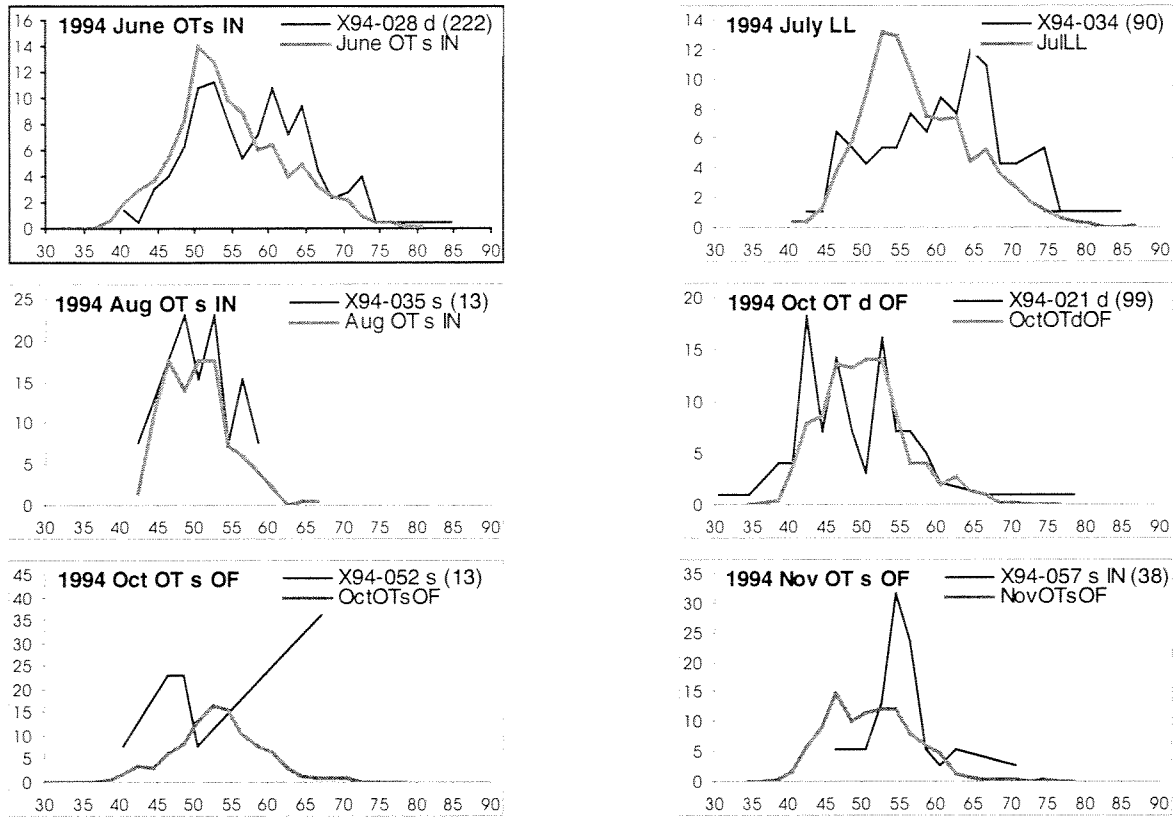 1994 June OTs IN
X94-028 d (222)
June OT s IN
16
14
12
10
8
6
4
2
0
30 35 40 45 50 55 60 65 70 75 80 85 90
1994 July LL
X94-034 (90)
JulLL
14
12
10
8
6
4
2
0
30 35 40 45 50 55 60 65 70 75 80 85 90
1994 Aug OT s IN
X94-035 s (13)
Aug OT s IN
25
20
15
10
5
0
30 35 40 45 50 55 60 65 70 75 80 85 90
1994 Oct OT d OF
X94-021 d (99)
OctOTdOF
20
15
10
5
0
30 35 40 45 50 55 60 65 70 75 80 85 90
1994 Oct OT s OF
X94-052 s (13)
OctOTsOF
45
40
35
30
25
20
15
10
5
0
30 35 40 45 50 55 60 65 70 75 80 85 90
1994 Nov OT s OF
X94-057 s IN (38)
NovOTsOF
35
30
25
20
15
10
5
0
30 35 40 45 50 55 60 65 70 75 80 85 90